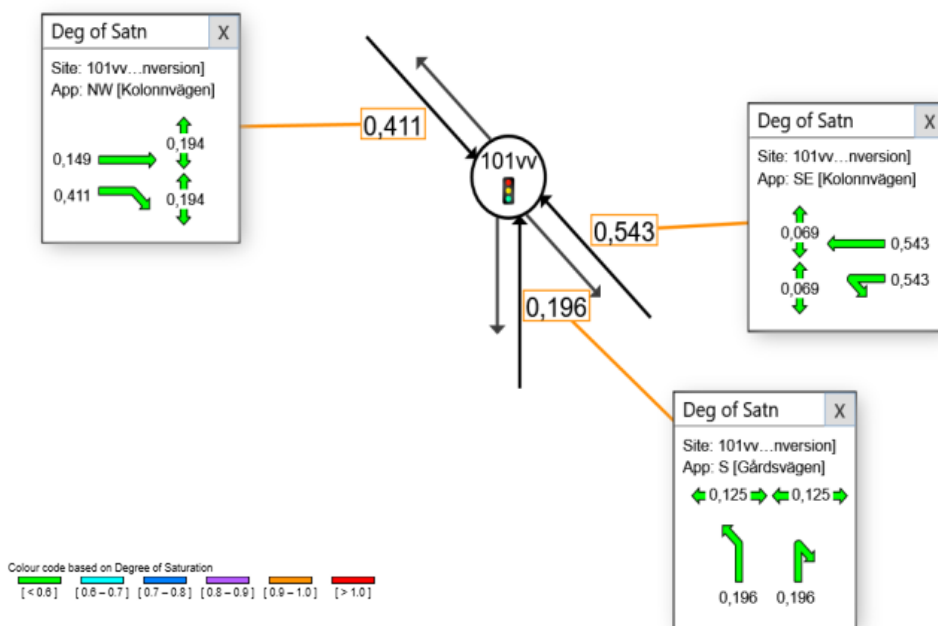 Deg of Satn X
Site: 101vv...nversion]
App: NW [Kolonnvägen]
0,194
0,149
0,411
0,194
0,411
101vv
0,543
0,196
Deg of Satn X
Site: 101vv...nversion]
App: SE [Kolonnvägen]
0,069
0,543
0,069
0,543
Deg of Satn X
Site: 101vv...nversion]
App: S [Gårdsvägen]
0,125 0,125
0,196 0,196
Colour code based on Degree of Saturation
[ < 0.6 ] [ 0.6 – 0.7 ] [ 0.7 – 0.8 ] [ 0.8 – 0.9 ] [ 0.9 – 1.0 ] [ > 1.0 ]